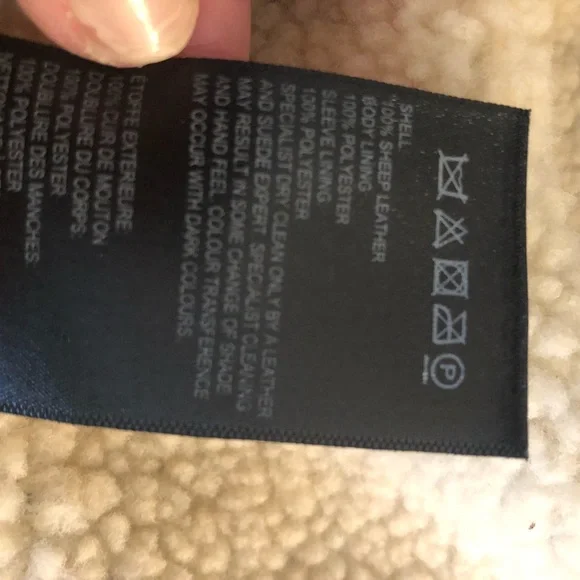 P
SHELL
100% SHEEP LEATHER
BODY LINING
100% POLYESTER
SLEEVE LINING
100% POLYESTER
SPECIALIST DRY CLEAN ONLY BY A LEATHER
AND SUEDE EXPERT. SPECIALIST CLEANING
MAY RESULT IN SOME CHANGE OF SHADE
AND HAND FEEL. COLOUR TRANSFERENCE
MAY OCCUR WITH DARK COLOURS.
ETOFFE EXTERIEURE:
100% CUIR DE MOUTON
DOUBLURE DU CORPS:
100% POLYESTER
DOUBLURE DES MANCHES:
100% POLYESTER